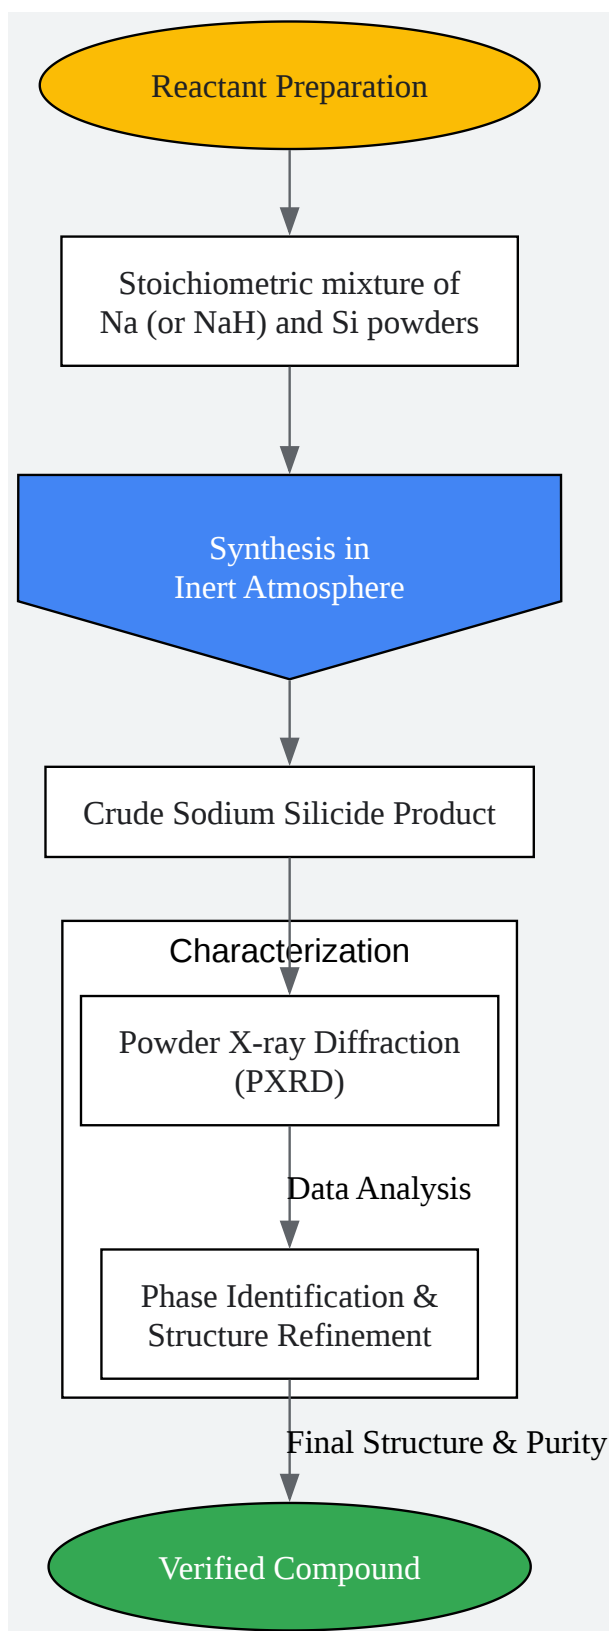 Reactant Preparation
Stoichiometric mixture of
Na (or NaH) and Si powders
Synthesis in
Inert Atmosphere
Crude Sodium Silicide Product
Characterization
Powder X-ray Diffraction
(PXRD)
Data Analysis
Phase Identification &
Structure Refinement
Final Structure & Purity
Verified Compound